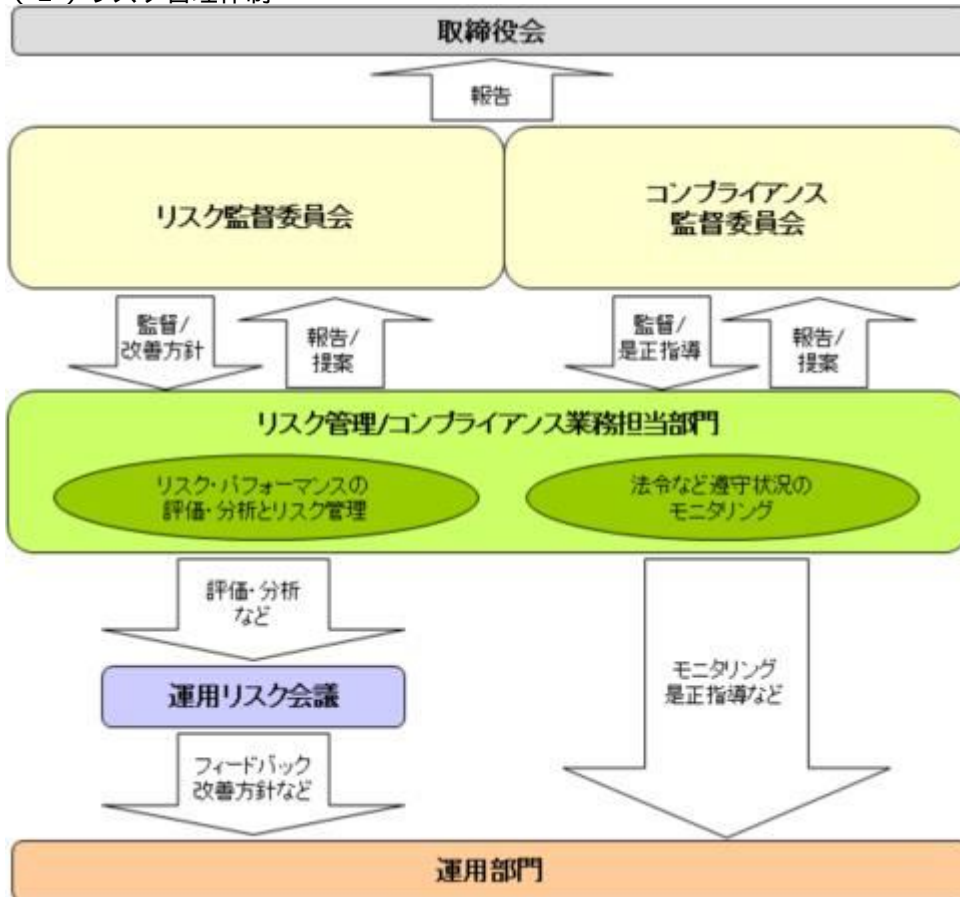 取締役会
報告
リスク監督委員会
コンプライアンス
監督委員会
監督/
改善方針
報告/
提案
監督/
是正指導
報告/
提案
リスク管理/コンプライアンス業務担当部門
リスク・パフォーマンスの
評価・分析とリスク管理
法令など遵守状況の
モニタリング
評価・分析
など
運用リスク会議
モニタリング
是正指導など
フィードバック
改善方針など
運用部門